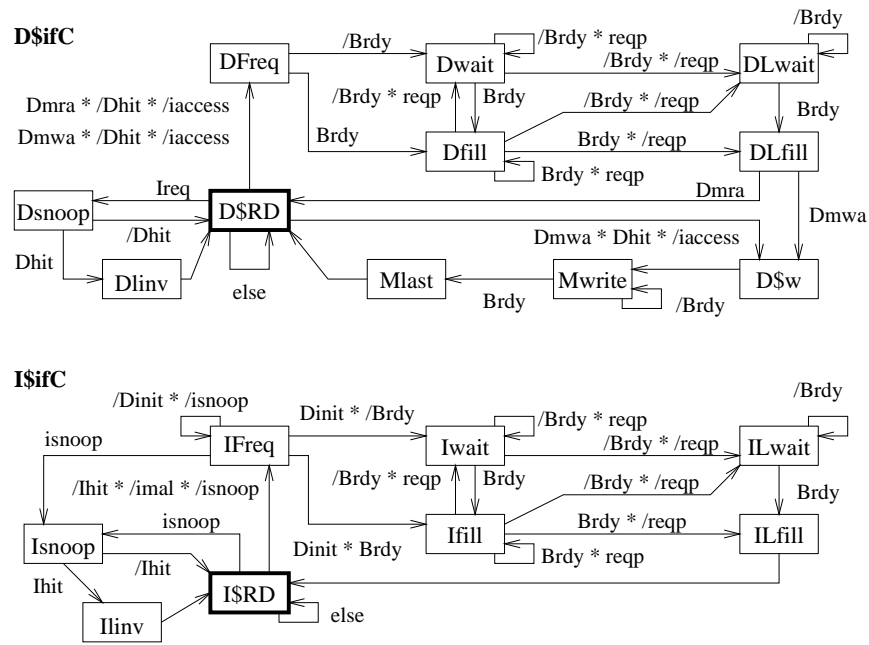 D$ifC
/Brdy
/Brdy
/Brdy * reqp
DFreq
Dwait
/Brdy * /reqp
DLwait
Dmra * /Dhit * /iaccess
/Brdy * reqp
Brdy
/Brdy * /reqp
Brdy
Dmwa * /Dhit * /iaccess
Brdy
Dfill
Brdy * /reqp
DLfill
Brdy * reqp
Ireq
Dmra
Dsnoop
D$RD
Dmwa
/Dhit
Dmwa * Dhit * /iaccess
Dhit
DIinv
else
Mlast
Mwrite
D$w
Brdy
/Brdy
I$ifC
/Brdy
/Dinit * /isnoop
Dinit * /Brdy
/Brdy * reqp
isnoop
IFreq
Iwait
/Brdy * /reqp
ILwait
/Ihit * /imal * /isnoop
/Brdy * reqp
Brdy
/Brdy * /reqp
Brdy
isnoop
Isnoop
Ifill
Brdy * /reqp
ILfill
/Ihit
Dinit * Brdy
Brdy * reqp
Ihit
I$RD
IIinv
else